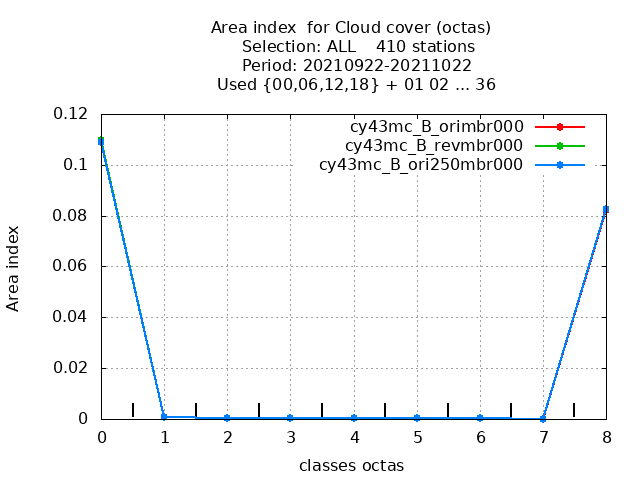 Area index  for Cloud cover (octas)
Selection: ALL    410 stations
Period: 20210922-20211022
Used {00,06,12,18} + 01 02 ... 36
0.12
0.1
0.08
0.06
0.04
0.02
0
Area index
cy43mc_B_orimbr000
cy43mc_B_revmbr000
cy43mc_B_ori250mbr000
0 1 2 3 4 5 6 7 8
classes octas